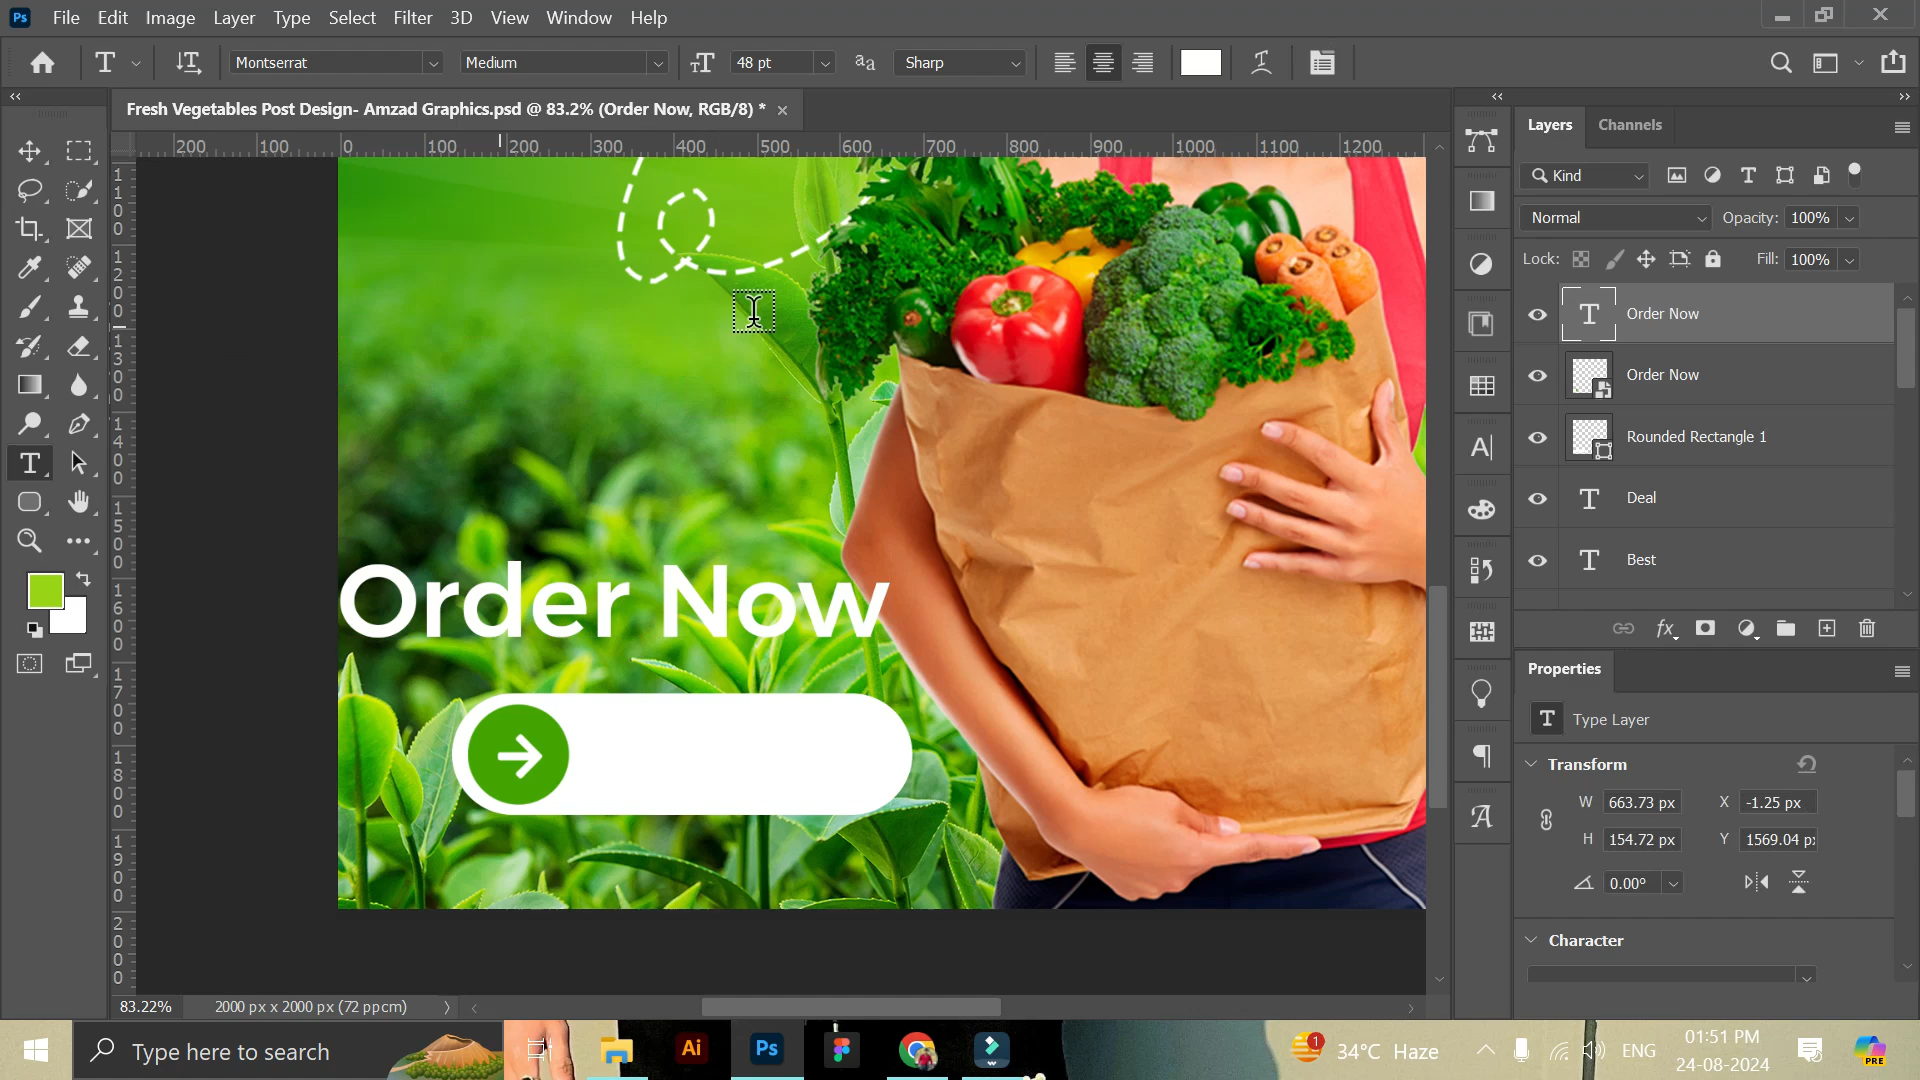 Ps File Edit Image Layer Type Select Filter 3D View Window Help
Montserrat Medium 48 pt Sharp
Fresh Vegetables Post Design- Amzad Graphics.psd @ 83.2% (Order Now, RGB/8) *
200 100 0 100 200 300 400 500 600 700 800 900 1000 1100 1200
1100
1200
1300
1400
1500
1600
1700
1800
1900
2000
Order Now
83.22% 2000 px x 2000 px (72 ppcm)
Layers Channels
Kind
Normal Opacity: 100%
Lock: Fill: 100%
Order Now
Order Now
Rounded Rectangle 1
Deal
Best
Properties
Type Layer
Transform
W 663.73 px X -1.25 px
H 154.72 px Y 1569.04 p
0.00°
Character
Type here to search
Ai Ps
1 34°C Haze
ENG
01:51 PM
24-08-2024
PRE